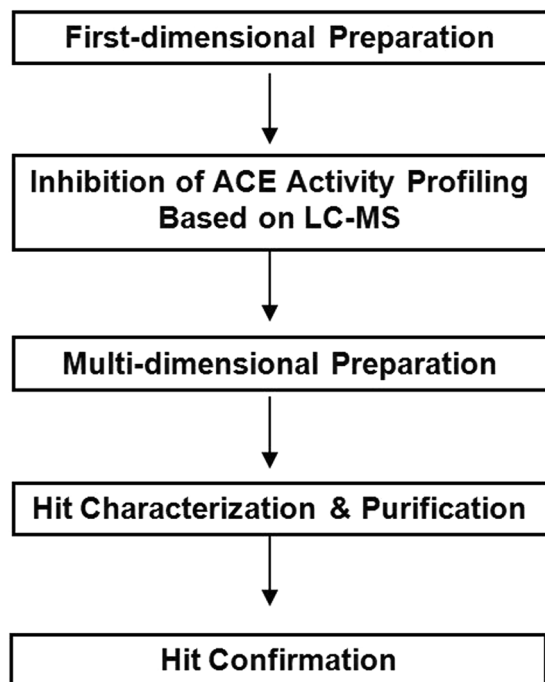 First-dimensional Preparation
Inhibition of ACE Activity Profiling
Based on LC-MS
Multi-dimensional Preparation
Hit Characterization & Purification
Hit Confirmation